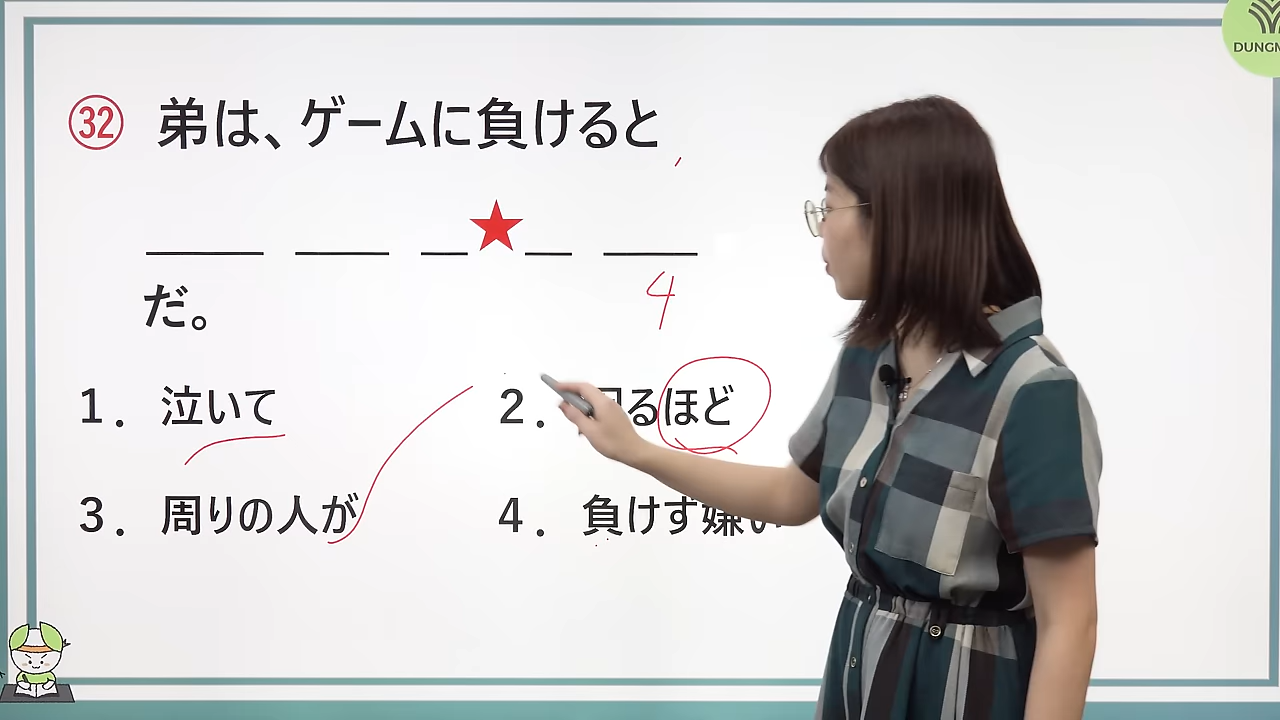 DUNGM
32 弟は、ゲームに負けると
★
4
だ。
1. 泣いて
2. るほど
3. 周りの人が
4. 負けず嫌い